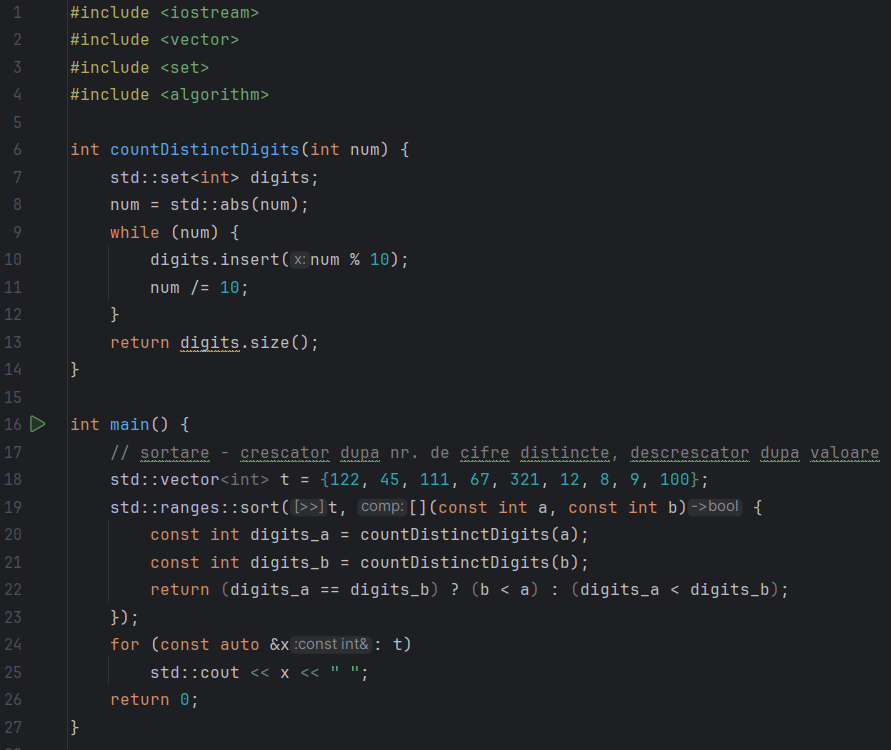 1 #include <iostream>
2 #include <vector>
3 #include <set>
4 #include <algorithm>
5
6 int countDistinctDigits(int num) {
7     std::set<int> digits;
8     num = std::abs(num);
9     while (num) {
10         digits.insert( x: num % 10);
11         num /= 10;
12     }
13     return digits.size();
14 }
15
16 int main() {
17     // sortare - crescator dupa nr. de cifre distincte, descrescator dupa valoare
18     std::vector<int> t = {122, 45, 111, 67, 321, 12, 8, 9, 100};
19     std::ranges::sort( [>>] t, comp: [](const int a, const int b) ->bool {
20         const int digits_a = countDistinctDigits(a);
21         const int digits_b = countDistinctDigits(b);
22         return (digits_a == digits_b) ? (b < a) : (digits_a < digits_b);
23     });
24     for (const auto &x :const int& : t)
25         std::cout << x << " ";
26     return 0;
27 }